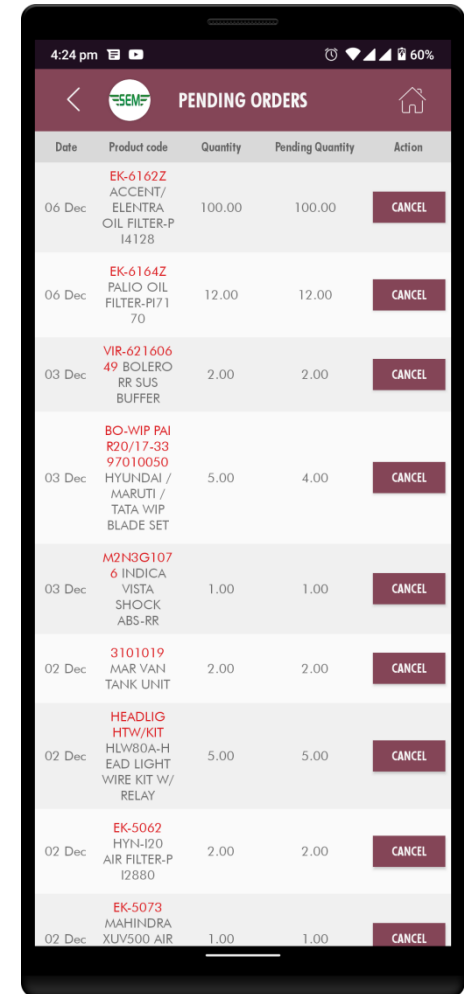 4:24 pm
60%
SEM
PENDING ORDERS
Date Product code Quantity Pending Quantity Action
EK-6162Z
ACCENT/
06 Dec ELENTRA 100.00 100.00 CANCEL
OIL FILTER-P
I4128
EK-6164Z
06 Dec PALIO OIL 12.00 12.00 CANCEL
FILTER-PI71
70
VIR-621606
03 Dec 49 BOLERO 2.00 2.00 CANCEL
RR SUS
BUFFER
BO-WIP PAI
R20/17-33
97010050
03 Dec HYUNDAI / 5.00 4.00 CANCEL
MARUTI /
TATA WIP
BLADE SET
M2N3G107
6 INDICA
03 Dec VISTA 1.00 1.00 CANCEL
SHOCK
ABS-RR
3101019
02 Dec MAR VAN 2.00 2.00 CANCEL
TANK UNIT
HEADLIG
HTW/KIT
HLW80A-H
02 Dec EAD LIGHT 5.00 5.00 CANCEL
WIRE KIT W/
RELAY
EK-5062
02 Dec HYN-I20 2.00 2.00 CANCEL
AIR FILTER-P
I2880
EK-5073
MAHINDRA
02 Dec XUV500 AIR 1.00 1.00 CANCEL